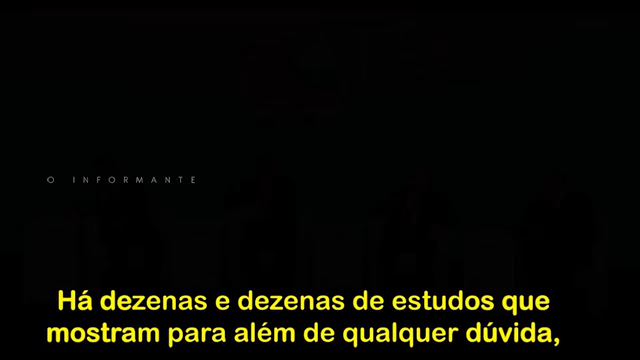 O INFORMANTE
Há dezenas e dezenas de estudos que
mostram para além de qualquer dúvida,